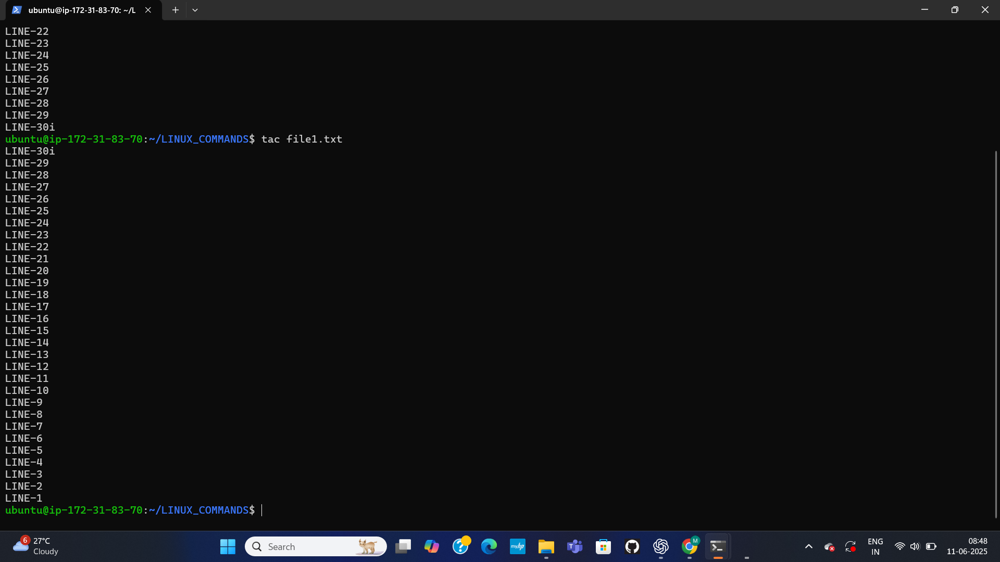 ubuntu@ip-172-31-83-70: ~/L
LINE-22
LINE-23
LINE-24
LINE-25
LINE-26
LINE-27
LINE-28
LINE-29
LINE-30i
ubuntu@ip-172-31-83-70:~/LINUX_COMMANDS$ tac file1.txt
LINE-30i
LINE-29
LINE-28
LINE-27
LINE-26
LINE-25
LINE-24
LINE-23
LINE-22
LINE-21
LINE-20
LINE-19
LINE-18
LINE-17
LINE-16
LINE-15
LINE-14
LINE-13
LINE-12
LINE-11
LINE-10
LINE-9
LINE-8
LINE-7
LINE-6
LINE-5
LINE-4
LINE-3
LINE-2
LINE-1
ubuntu@ip-172-31-83-70:~/LINUX_COMMANDS$
6
27°C
Cloudy
Search
myhp
T
M
ENG
IN
08:48
11-06-2025